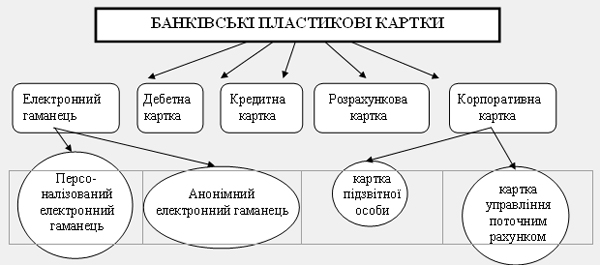 БАНКІВСЬКІ ПЛАСТИКОВІ КАРТКИ
Електронний
гаманець
Дебетна
картка
Кредитна
картка
Розрахункова
картка
Корпоративна
картка
Персо-
налізований
електронний
гаманець
Анонімний
електронний гаманець
картка
підзвітної
особи
картка
управління
поточним
рахунком